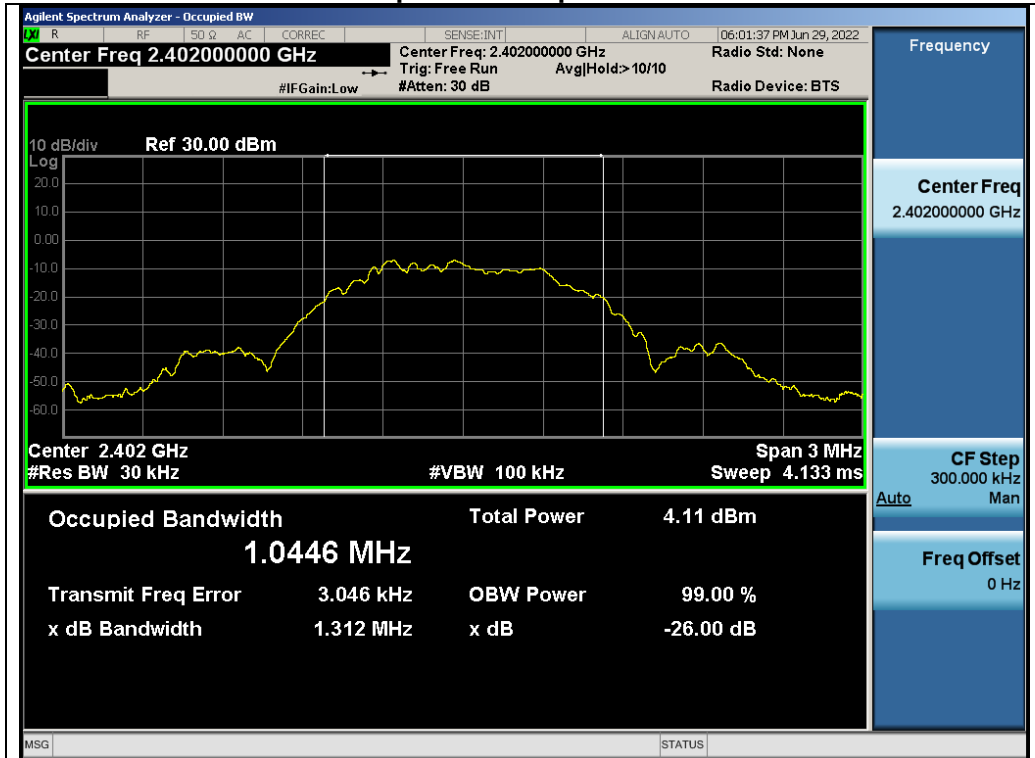 Agilent Spectrum Analyzer - Occupied BW
LXI R RF 50 Ω AC CORREC SENSE:INT ALIGN AUTO 06:01:37 PM Jun 29, 2022
Center Freq 2.402000000 GHz
Center Freq: 2.402000000 GHz
Radio Std: None
Trig: Free Run Avg|Hold:> 10/10
#IFGain:Low
#Atten: 30 dB
Radio Device: BTS
10 dB/div Ref 30.00 dBm
Log
20.0
10.0
0.00
-10.0
-20.0
-30.0
-40.0
-50.0
-60.0
Center 2.402 GHz Span 3 MHz
#Res BW 30 kHz #VBW 100 kHz Sweep 4.133 ms
Occupied Bandwidth Total Power 4.11 dBm
1.0446 MHz
Transmit Freq Error 3.046 kHz OBW Power 99.00 %
x dB Bandwidth 1.312 MHz x dB -26.00 dB
Frequency
Center Freq
2.402000000 GHz
CF Step
300.000 kHz
Auto Man
Freq Offset
0 Hz
MSG STATUS